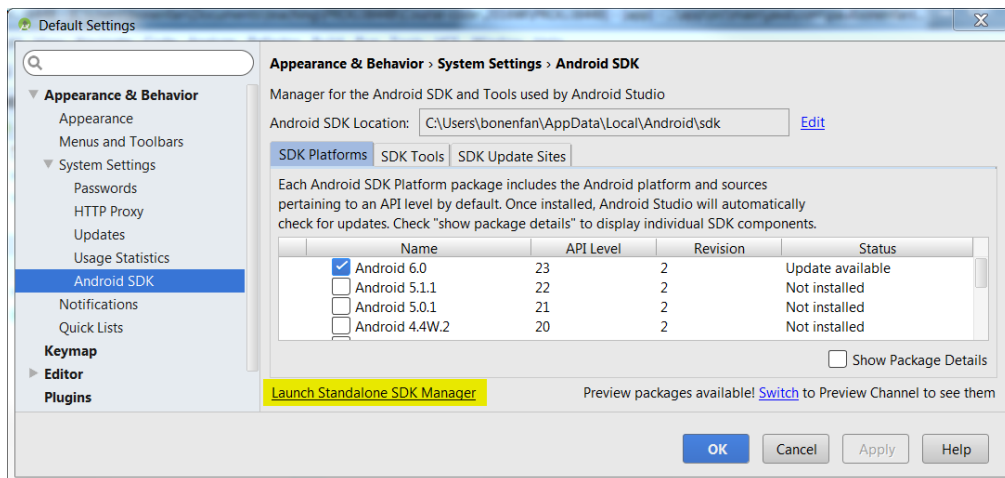 Default Settings
Appearance & Behavior
Appearance
Menus and Toolbars
System Settings
Passwords
HTTP Proxy
Updates
Usage Statistics
Android SDK
Notifications
Quick Lists
Keymap
Editor
Plugins
Appearance & Behavior › System Settings › Android SDK
Manager for the Android SDK and Tools used by Android Studio
Android SDK Location: C:\Users\bonenfan\AppData\Local\Android\sdk Edit
SDK Platforms SDK Tools SDK Update Sites
Each Android SDK Platform package includes the Android platform and sources
pertaining to an API level by default. Once installed, Android Studio will automatically
check for updates. Check "show package details" to display individual SDK components.
Name API Level Revision Status
Android 6.0 23 2 Update available
Android 5.1.1 22 2 Not installed
Android 5.0.1 21 2 Not installed
Android 4.4W.2 20 2 Not installed
Show Package Details
Launch Standalone SDK Manager Preview packages available! Switch to Preview Channel to see them
OK Cancel Apply Help